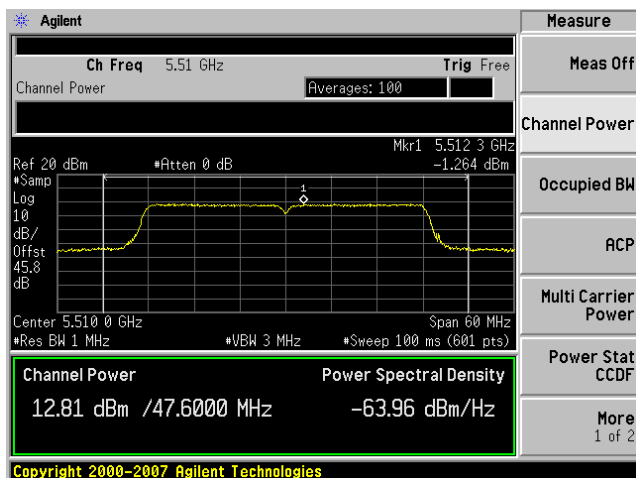 Agilent
Measure
Ch Freq 5.51 GHz Trig Free
Channel Power
Averages: 100
Meas Off
Channel Power
Occupied BW
ACP
Multi Carrier
Power
Power Stat
CCDF
More
1 of 2
Mkr1 5.512 3 GHz
Ref 20 dBm #Atten 0 dB -1.264 dBm
#Samp
Log
10
dB/
Offst
45.8
dB
1
Center 5.510 0 GHz Span 60 MHz
#Res BW 1 MHz #VBW 3 MHz #Sweep 100 ms (601 pts)
Channel Power Power Spectral Density
12.81 dBm /47.6000 MHz -63.96 dBm/Hz
Copyright 2000-2007 Agilent Technologies